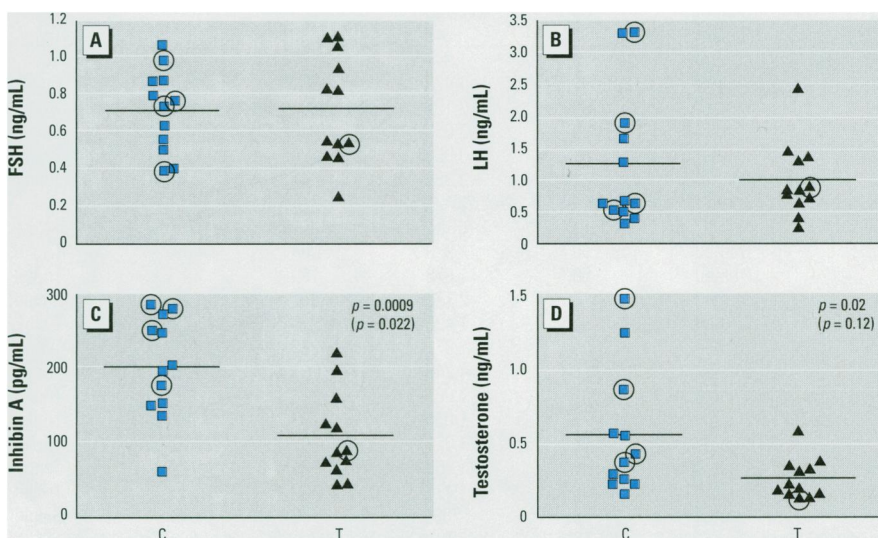 A
FSH (ng/mL)
1.2
1.0
0.8
0.6
0.4
0.2
0
B
LH (ng/mL)
3.5
3.0
2.5
2.0
1.5
1.0
0.5
0
C
Inhibin A (pg/mL)
300
200
100
0
p = 0.0009
(p = 0.022)
C
T
D
Testosterone (ng/mL)
1.5
1.0
0.5
0
p = 0.02
(p = 0.12)
C
T